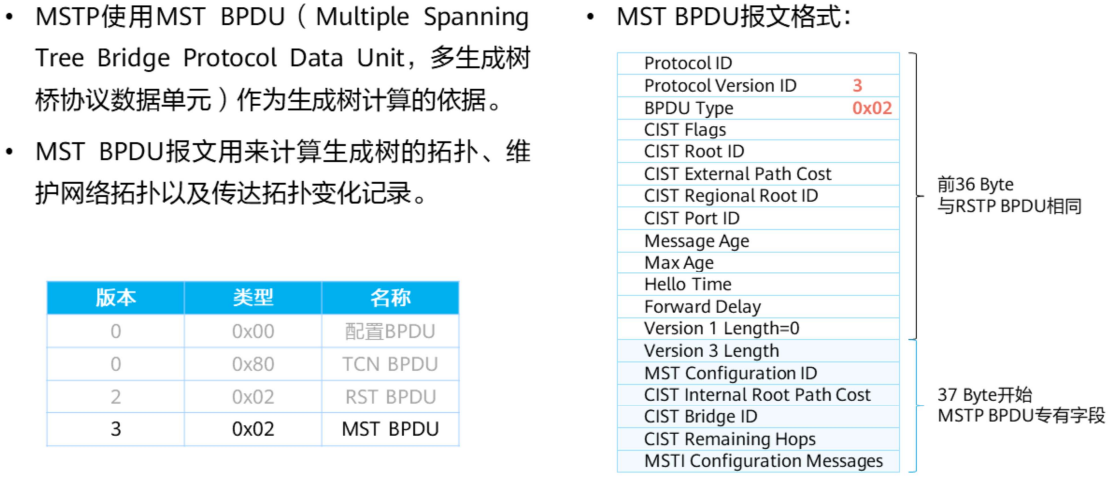 • MSTP使用MST BPDU（Multiple Spanning
Tree Bridge Protocol Data Unit，多生成树
桥协议数据单元）作为生成树计算的依据。
• MST BPDU报文用来计算生成树的拓扑、维
护网络拓扑以及传达拓扑变化记录。
版本 类型 名称
0 0x00 配置BPDU
0 0x80 TCN BPDU
2 0x02 RST BPDU
3 0x02 MST BPDU
• MST BPDU报文格式：
Protocol ID
Protocol Version ID 3
BPDU Type 0x02
CIST Flags
CIST Root ID
CIST External Path Cost
CIST Regional Root ID
CIST Port ID
Message Age
Max Age
Hello Time
Forward Delay
Version 1 Length=0
Version 3 Length
MST Configuration ID
CIST Internal Root Path Cost
CIST Bridge ID
CIST Remaining Hops
MSTI Configuration Messages
前36 Byte
与RSTP BPDU相同
37 Byte开始
MSTP BPDU专有字段